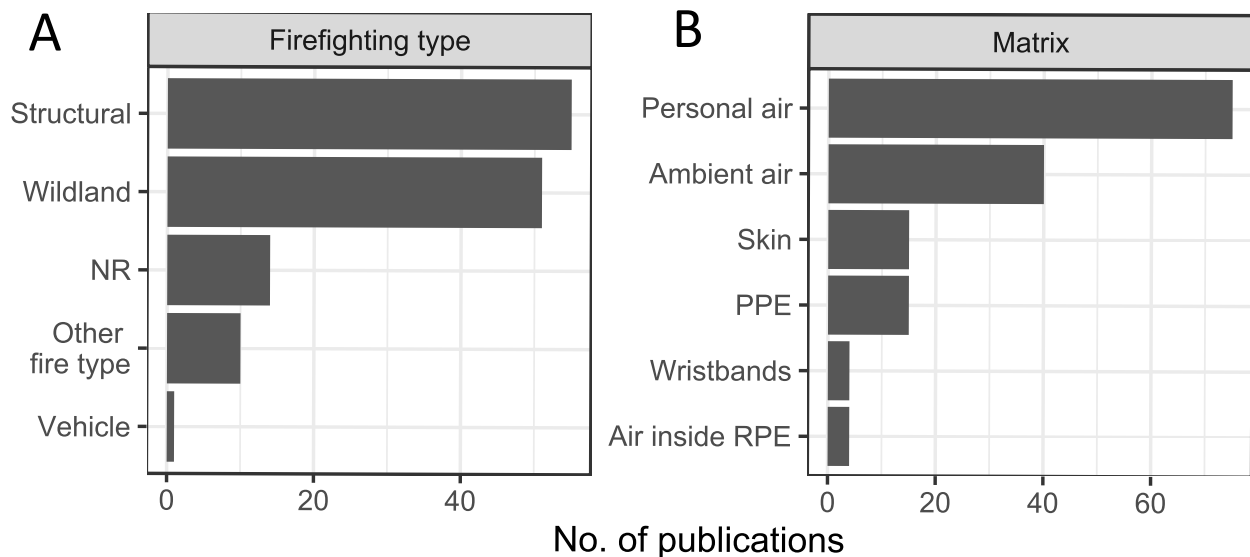 A
Firefighting type
Structural
Wildland
NR
Other
fire type
Vehicle
0 20 40
B
Matrix
Personal air
Ambient air
Skin
PPE
Wristbands
Air inside RPE
0 20 40 60
No. of publications